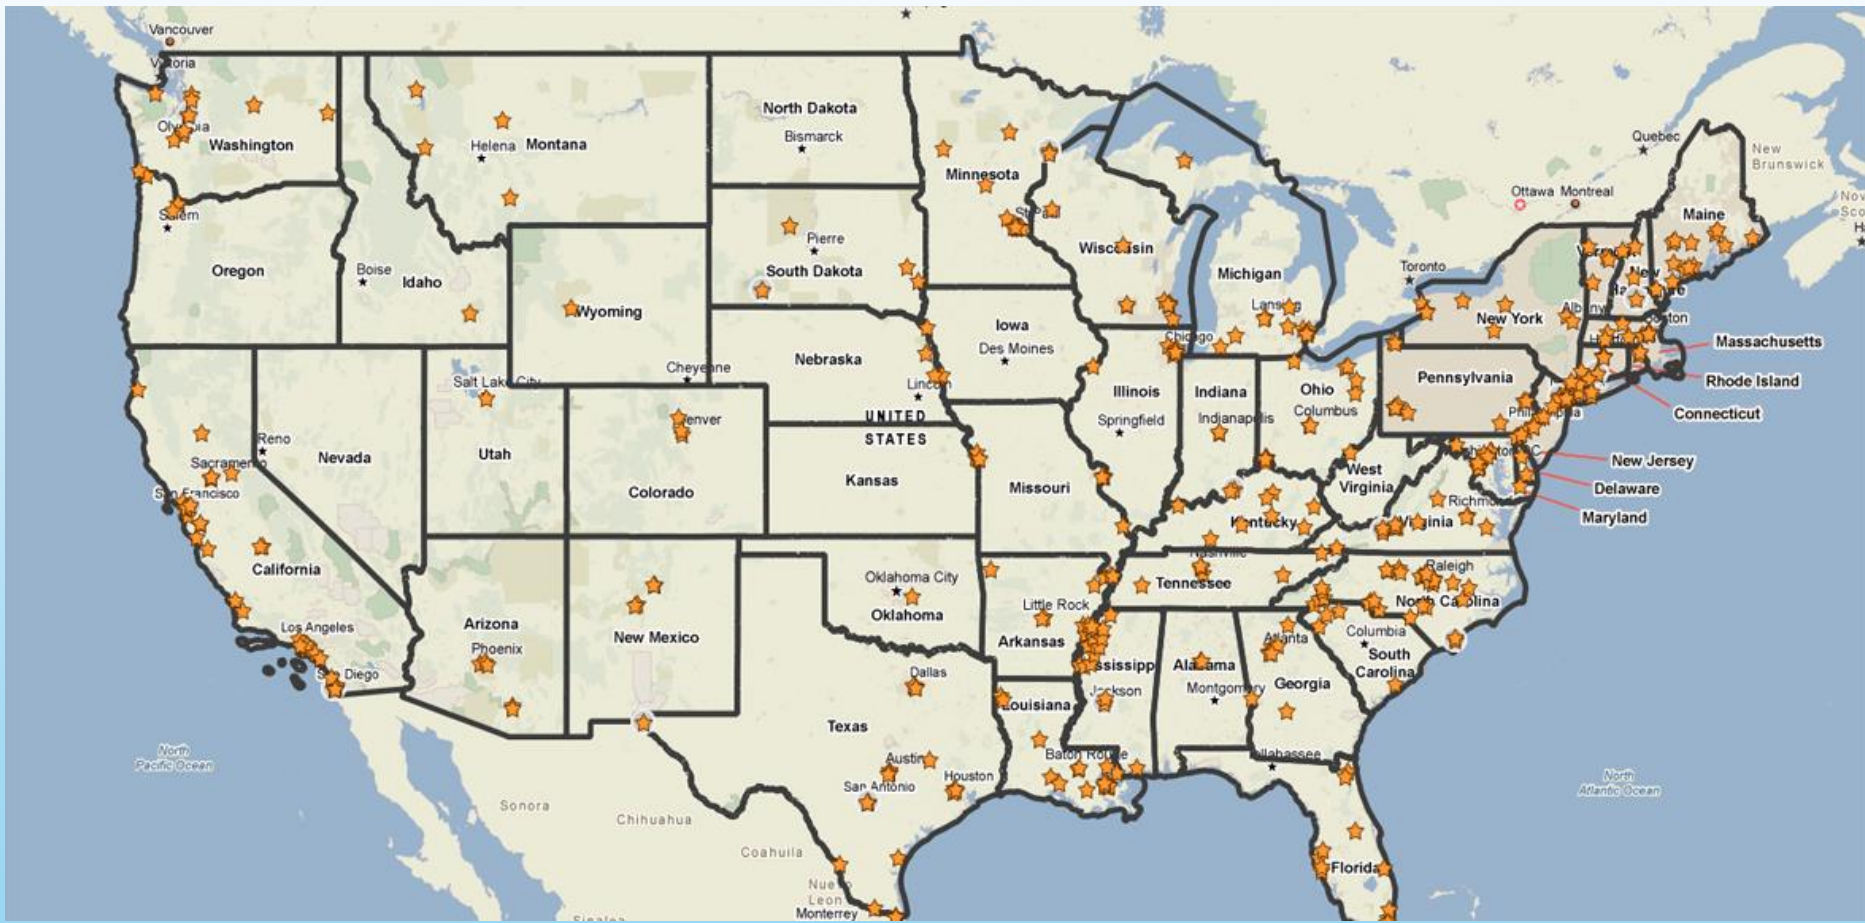 Vancouver
Victoria
Washington
Salem
Oregon
Boise
Idaho
Helena
Montana
North Dakota
Bismarck
Pierre
South Dakota
Wyoming
Cheyenne
Nebraska
Lincoln
UNITED
STATES
Minnesota
St Paul
Wisconsin
Iowa
Des Moines
Michigan
Lansing
Chicago
Illinois
Springfield
Indiana
Indianapolis
Ohio
Columbus
Toronto
Ottawa
Montreal
Quebec
New
Brunswick
Maine
New York
Pennsylvania
Massachusetts
Rhode Island
Connecticut
New Jersey
Delaware
Maryland
West
Virginia
Richmond
Virginia
Kentucky
Nashville
Tennessee
Raleigh
North Carolina
Columbia
South
Carolina
Atlanta
Georgia
Alabama
Montgomery
Jackson
Little Rock
Arkansas
Louisiana
Baton Rouge
Florida
Missouri
Kansas
Oklahoma City
Oklahoma
Dallas
Texas
Austin
San Antonio
Houston
Reno
Nevada
Sacramento
San Francisco
California
Los Angeles
Salt Lake City
Utah
Colorado
Arizona
Phoenix
New Mexico
Sonora
Chihuahua
Coahuila
Nuevo
Leon
Monterrey
North
Pacific Ocean
North
Atlantic Ocean